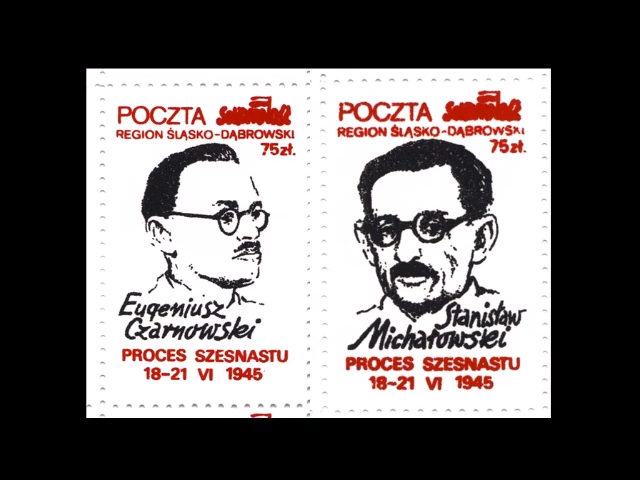 POCZTA Solidarność
REGION ŚLĄSKO-DĄBROWSKI
75zł.
Eugeniusz
Czarnowski
PROCES SZESNASTU
18-21 VI 1945
POCZTA Solidarność
REGION ŚLĄSKO-DĄBROWSKI
75zł.
Stanisław
Michałowski
PROCES SZESNASTU
18-21 VI 1945